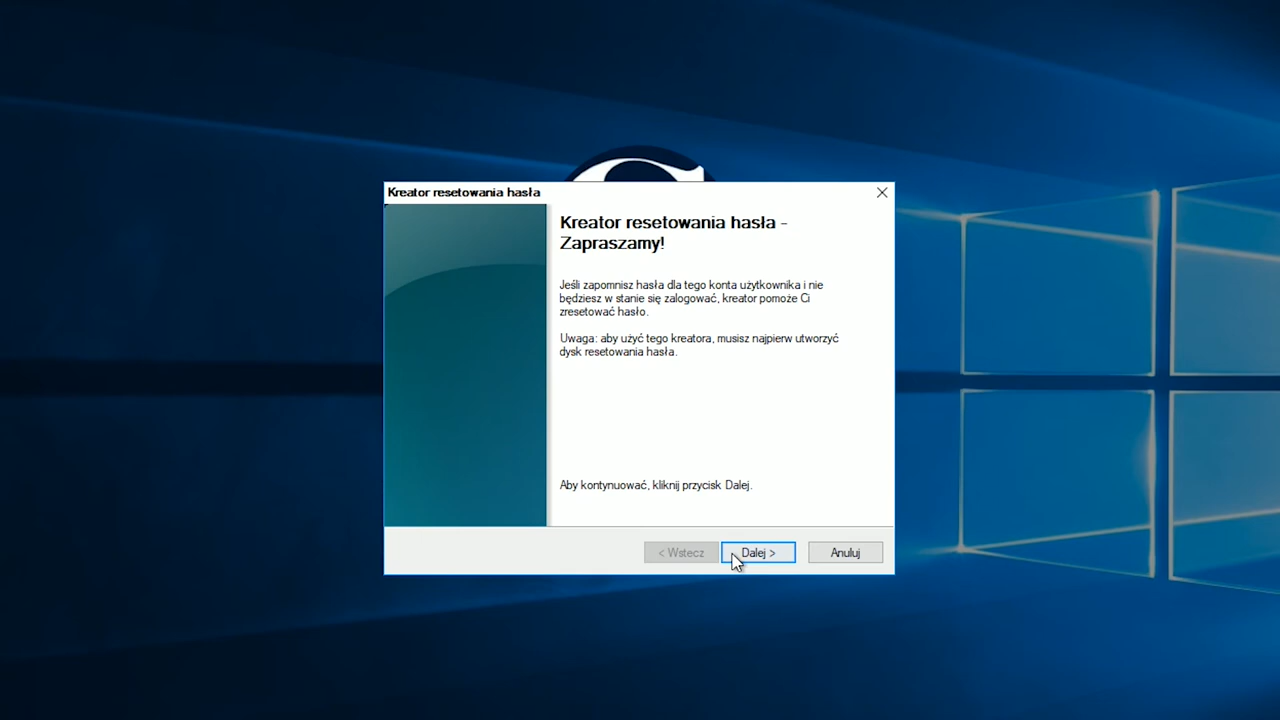 Kreator resetowania hasła
Kreator resetowania hasła -
Zapraszamy!
Jeśli zapomnisz hasła dla tego konta użytkownika i nie
będziesz w stanie się zalogować, kreator pomoże Ci
zresetować hasło.
Uwaga: aby użyć tego kreatora, musisz najpierw utworzyć
dysk resetowania hasła.
Aby kontynuować, kliknij przycisk Dalej.
< Wstecz Dalej > Anuluj